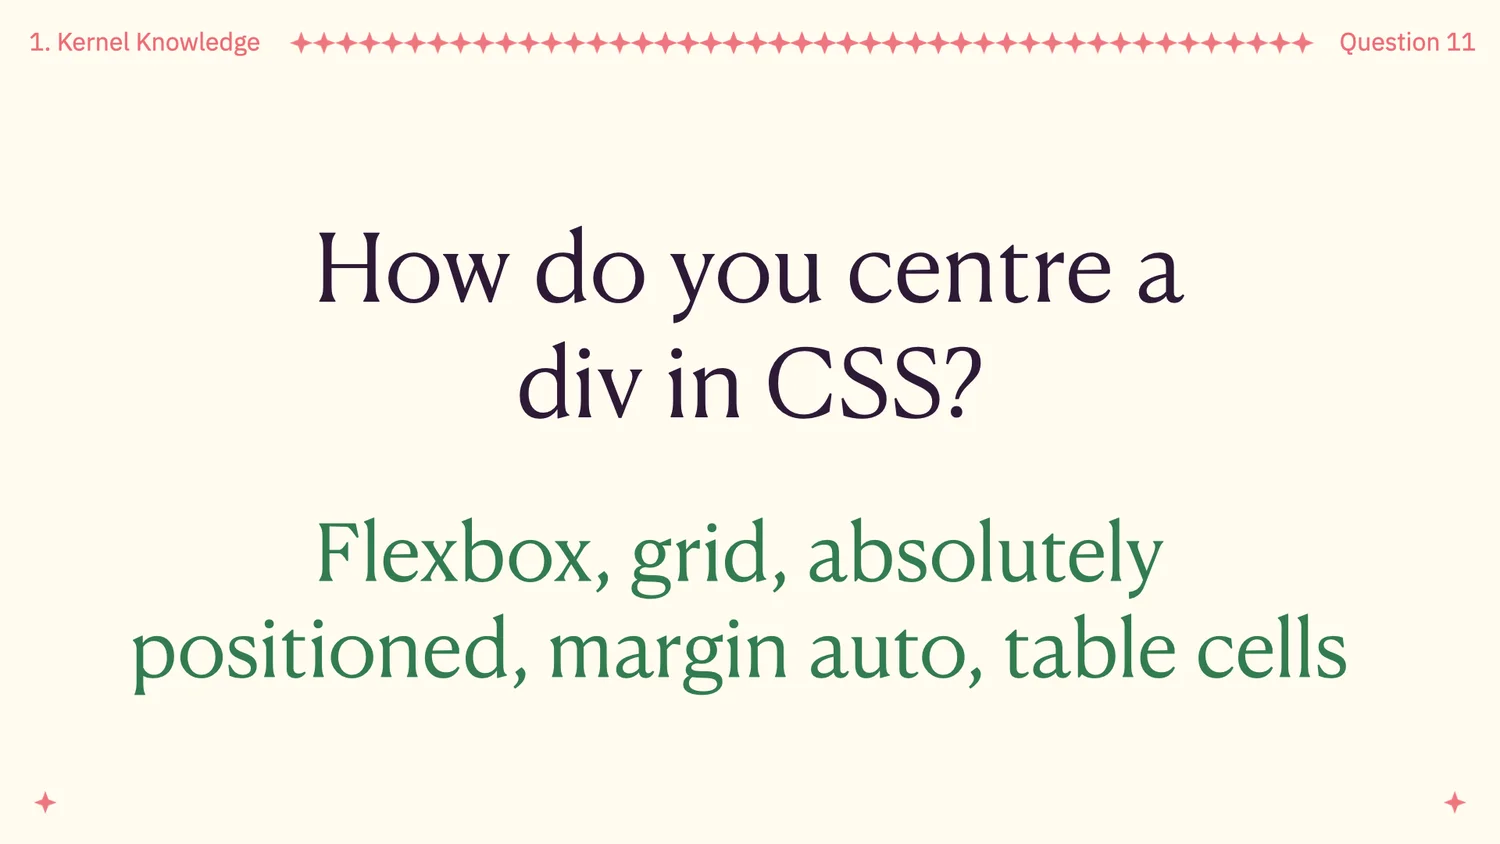 1. Kernel Knowledge
Question 11
How do you centre a
div in CSS?
Flexbox, grid, absolutely
positioned, margin auto, table cells